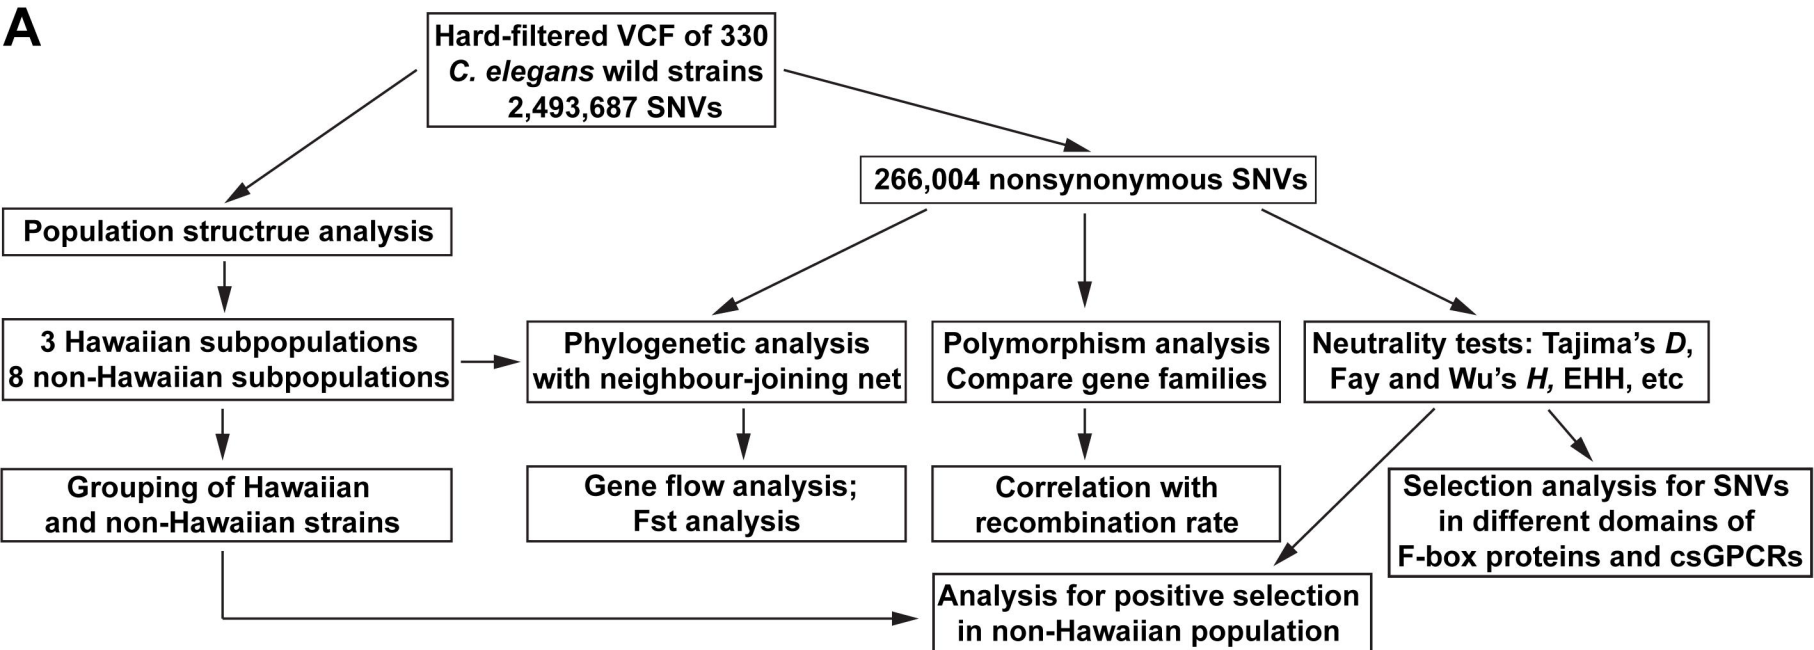 A
Hard-filtered VCF of 330
C. elegans wild strains
2,493,687 SNVs
266,004 nonsynonymous SNVs
Population structrue analysis
3 Hawaiian subpopulations
8 non-Hawaiian subpopulations
Phylogenetic analysis
with neighbour-joining net
Polymorphism analysis
Compare gene families
Neutrality tests: Tajima’s D,
Fay and Wu’s H, EHH, etc
Grouping of Hawaiian
and non-Hawaiian strains
Gene flow analysis;
Fst analysis
Correlation with
recombination rate
Selection analysis for SNVs
in different domains of
F-box proteins and csGPCRs
Analysis for positive selection
in non-Hawaiian population